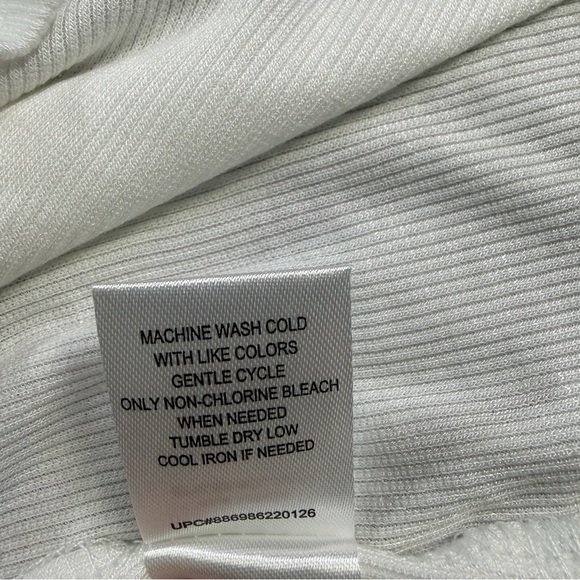 MACHINE WASH COLD
WITH LIKE COLORS
GENTLE CYCLE
ONLY NON-CHLORINE BLEACH
WHEN NEEDED
TUMBLE DRY LOW
COOL IRON IF NEEDED
UPC#886986220126